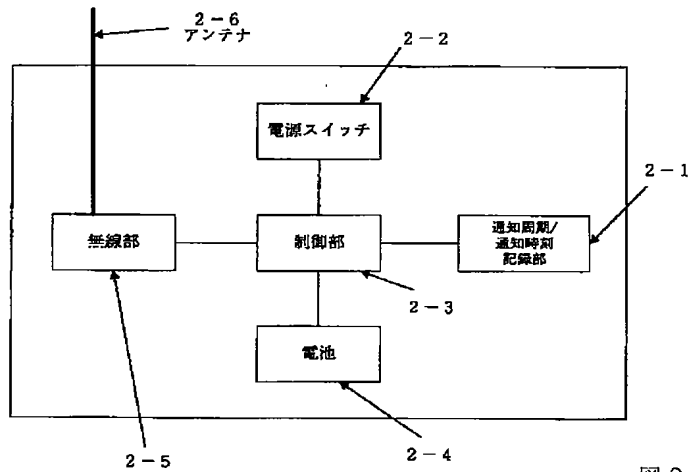 2-6
アンテナ
2-2
電源スイッチ
2-1
無線部
制御部
通知周期/
通知時刻
記録部
2-3
電池
2-5
2-4